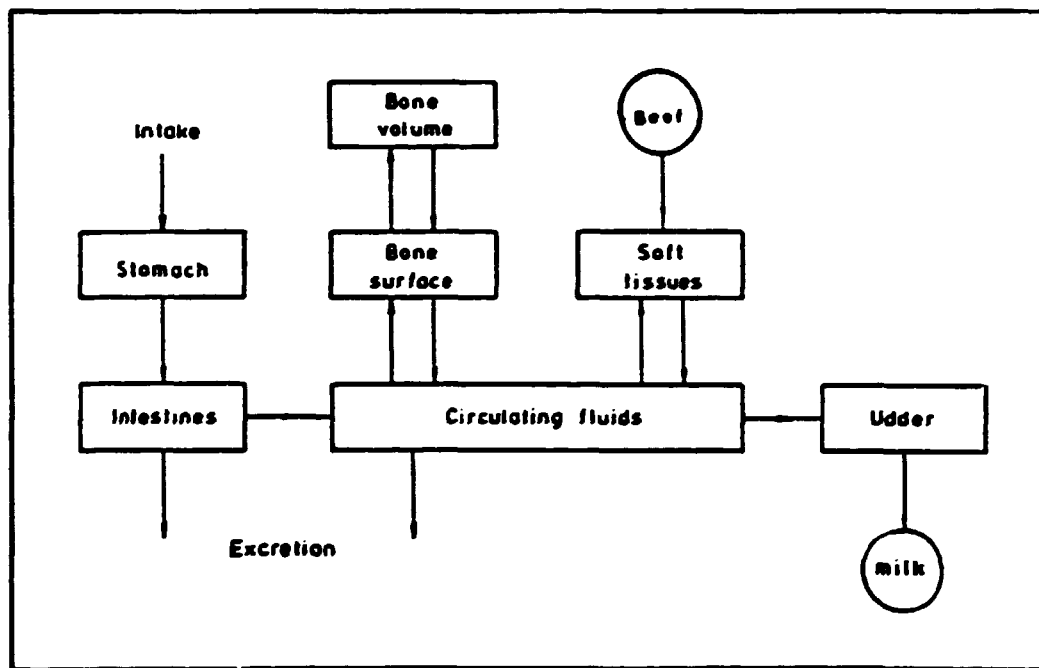 Intake
Bone
volume
Beef
Stomach
Bone
surface
Soft
tissues
Intestines
Circulating fluids
Udder
Excretion
milk